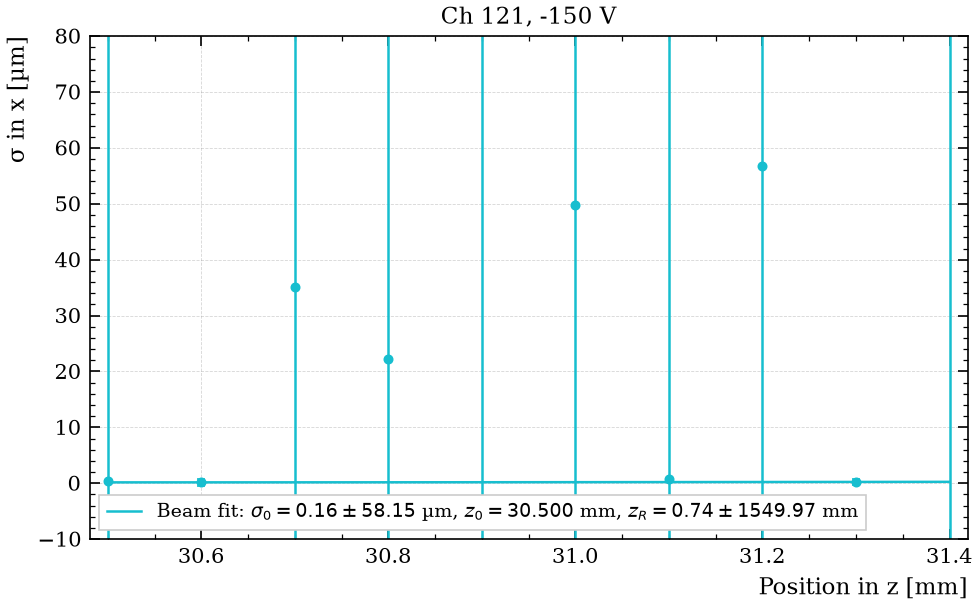 Ch 121, -150 V
σ in x [µm]
80
70
60
50
40
30
20
10
0
−10
Beam fit: σ₀ = 0.16 ± 58.15 µm, z₀ = 30.500 mm, z_R = 0.74 ± 1549.97 mm
30.6 30.8 31.0 31.2 31.4
Position in z [mm]